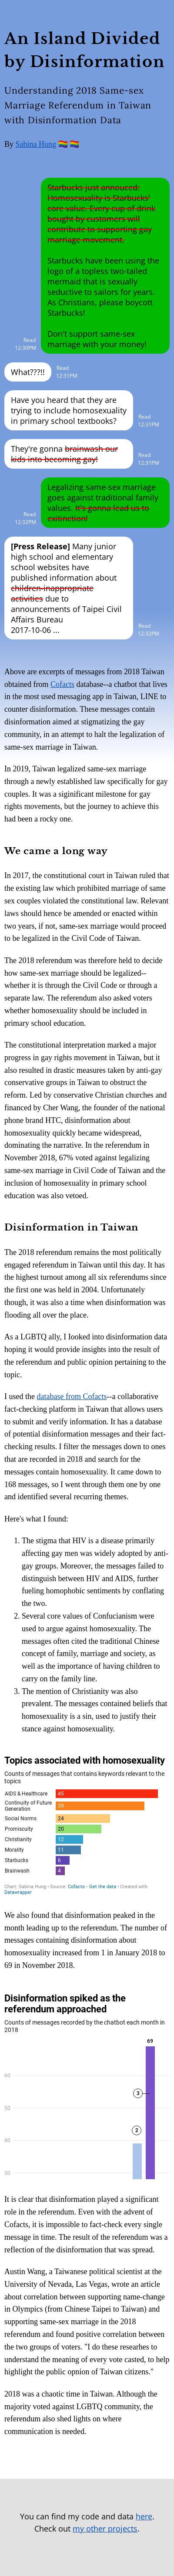 An Island Divided
by Disinformation
Understanding 2018 Same-sex
Marriage Referendum in Taiwan
with Disinformation Data
By Sabina Hung 🏳️‍🌈🏳️‍🌈
Starbucks just annouced:
Homosexuality is Starbucks'
core value. Every cup of drink
bought by customers will
contribute to supporting gay
marriage movement.
Starbucks have been using the
logo of a topless two-tailed
mermaid that is sexually
seductive to sailors for years.
As Christians, please boycott
Starbucks!
Don't support same-sex
marriage with your money!
Read
12:30PM
What???!!
Read
12:31PM
Have you heard that they are
trying to include homosexuality
in primary school textbooks?
Read
12:31PM
They're gonna brainwash our
kids into becoming gay!
Read
12:31PM
Legalizing same-sex marriage
goes against traditional family
values. It's gonna lead us to
extinction!
Read
12:32PM
[Press Release] Many junior
high school and elementary
school websites have
published information about
children-inappropriate
activities due to
announcements of Taipei Civil
Affairs Bureau
2017-10-06 ...
Read
12:33PM
Above are excerpts of messages from 2018 Taiwan
obtained from Cofacts database--a chatbot that lives
in the most used messaging app in Taiwan, LINE to
counter disinformation. These messages contain
disinformation aimed at stigmatizing the gay
community, in an attempt to halt the legalization of
same-sex marriage in Taiwan.
In 2019, Taiwan legalized same-sex marriage
through a newly established law specifically for gay
couples. It was a siginificant milestone for gay
rights movements, but the journey to achieve this
had been a rocky one.
We came a long way
In 2017, the constitutional court in Taiwan ruled that
the existing law which prohibited marriage of same
sex couples violated the constitutional law. Relevant
laws should therefore be amended or enacted within
two years, if not, same-sex marriage would proceed
to be legalized in the Civil Code of Taiwan.
The 2018 referendum was therefore held to decide
how same-sex marriage should be legalized--
whether it is through the Civil Code or through a
separate law. The referendum also asked voters
whether homosexuality should be included in
primary school education.
The constitutional interpretation marked a major
progress in gay rights movement in Taiwan, but it
also resulted in drastic measures taken by anti-gay
conservative groups in Taiwan to obstruct the
reform. Led by conservative Christian churches and
financed by Cher Wang, the founder of the national
phone brand HTC, disinformation about
homosexuality quickly became widespread,
dominating the narrative. In the referendum in
November 2018, 67% voted against legalizing
same-sex marriage in Civil Code of Taiwan and the
inclusion of homosexuality in primary school
education was also vetoed.
Disinformation in Taiwan
The 2018 referendum remains the most politically
engaged referendum in Taiwan until this day. It has
the highest turnout among all six referendums since
the first one was held in 2004. Unfortunately
though, it was also a time when disinformation was
flooding all over the place.
As a LGBTQ ally, I looked into disinformation data
hoping it would provide insights into the result of
the referendum and public opinion pertaining the
topic.
I used the database from Cofacts--a collaborative
fact-checking platform in Taiwan that allows users
to submit and verify information. It has a database
of potential disinformation messages and their fact-
checking results. I filter the messages down to ones
that are recorded in 2018 and search for the
messages contain homosexuality. It came down to
168 messages, so I went through them one by one
and identified several recurring themes.
Here's what I found:
1. The stigma that HIV is a disease primarily
affecting gay men was widely adopted by anti-
gay groups. Moreover, the messages failed to
distinguish between HIV and AIDS, further
fueling homophobic sentiments by conflating
the two.
2. Several core values of Confucianism were
used to argue against homosexuality. The
messages often cited the traditional Chinese
concept of family, marriage and society, as
well as the importance of having children to
carry on the family line.
3. The mention of Christianity was also
prevalent. The messages contained beliefs that
homosexuality is a sin, used to justify their
stance against homosexuality.
Topics associated with homosexuality
Counts of messages that contains keywords relevant to the
topics
AIDS & Healthcare 45
Continuity of Future
Generation 39
Social Norms 24
Promiscuity 20
Christianity 12
Morality 11
Starbucks 6
Brainwash 4
Chart: Sabina Hung • Source: Cofacts • Get the data • Created with
Datawrapper
We also found that disinformation peaked in the
month leading up to the referendum. The number of
messages containing disinformation about
homosexuality increased from 1 in January 2018 to
69 in November 2018.
Disinformation spiked as the
referendum approached
Counts of messages recorded by the chatbot each month in
2018
69
60
3
50
2
40
30
It is clear that disinformation played a significant
role in the referendum. Even with the advent of
Cofacts, it is impossible to fact-check every single
message in time. The result of the referendum was a
reflection of the disinformation that was spread.
Austin Wang, a Taiwanese political scientist at the
University of Nevada, Las Vegas, wrote an article
about correlation between supporting name-change
in Olympics (from Chinese Taipei to Taiwan) and
supporting same-sex marriage in the 2018
referendum and found positive correlation between
the two groups of voters. "I do these researches to
understand the meaning of every vote casted, to help
highlight the public opinion of Taiwan citizens."
2018 was a chaotic time in Taiwan. Although the
majority voted against LGBTQ community, the
referendum also shed lights on where
communication is needed.
You can find my code and data here.
Check out my other projects.